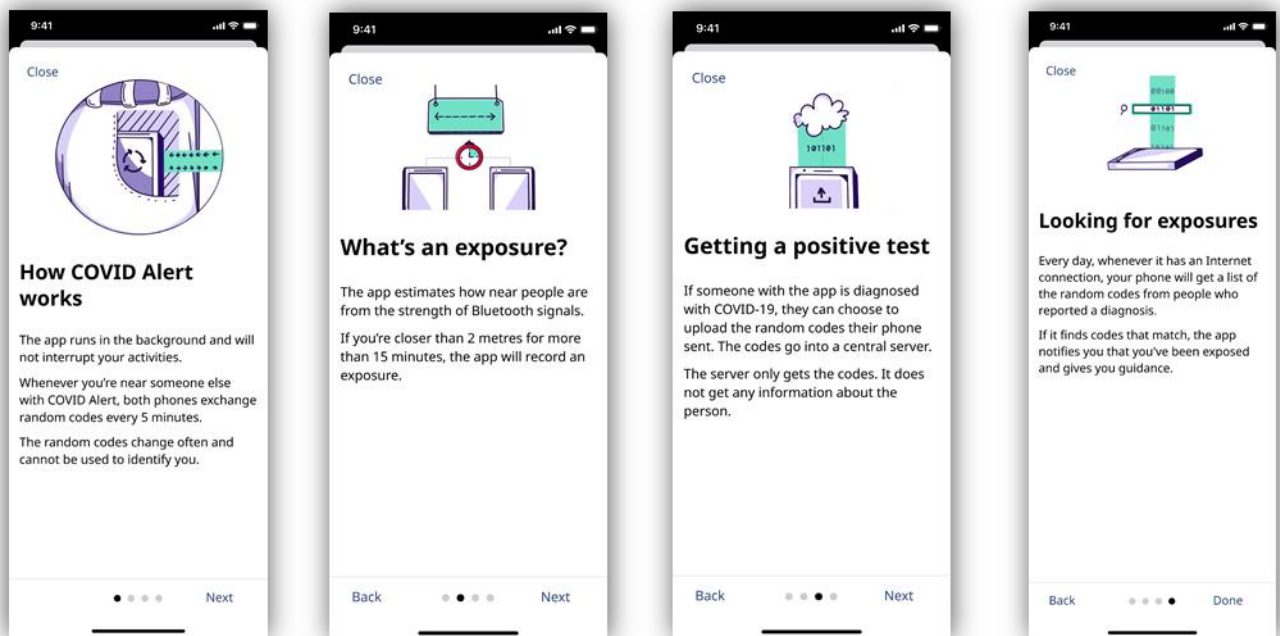 9:41
Close
How COVID Alert
works
The app runs in the background and will
not interrupt your activities.
Whenever you're near someone else
with COVID Alert, both phones exchange
random codes every 5 minutes.
The random codes change often and
cannot be used to identify you.
Next
9:41
Close
What's an exposure?
The app estimates how near people are
from the strength of Bluetooth signals.
If you're closer than 2 metres for more
than 15 minutes, the app will record an
exposure.
Back
Next
9:41
Close
101101
Getting a positive test
If someone with the app is diagnosed
with COVID-19, they can choose to
upload the random codes their phone
sent. The codes go into a central server.
The server only gets the codes. It does
not get any information about the
person.
Back
Next
9:41
Close
00100
01101
01101
Looking for exposures
Every day, whenever it has an Internet
connection, your phone will get a list of
the random codes from people who
reported a diagnosis.
If it finds codes that match, the app
notifies you that you've been exposed
and gives you guidance.
Back
Done